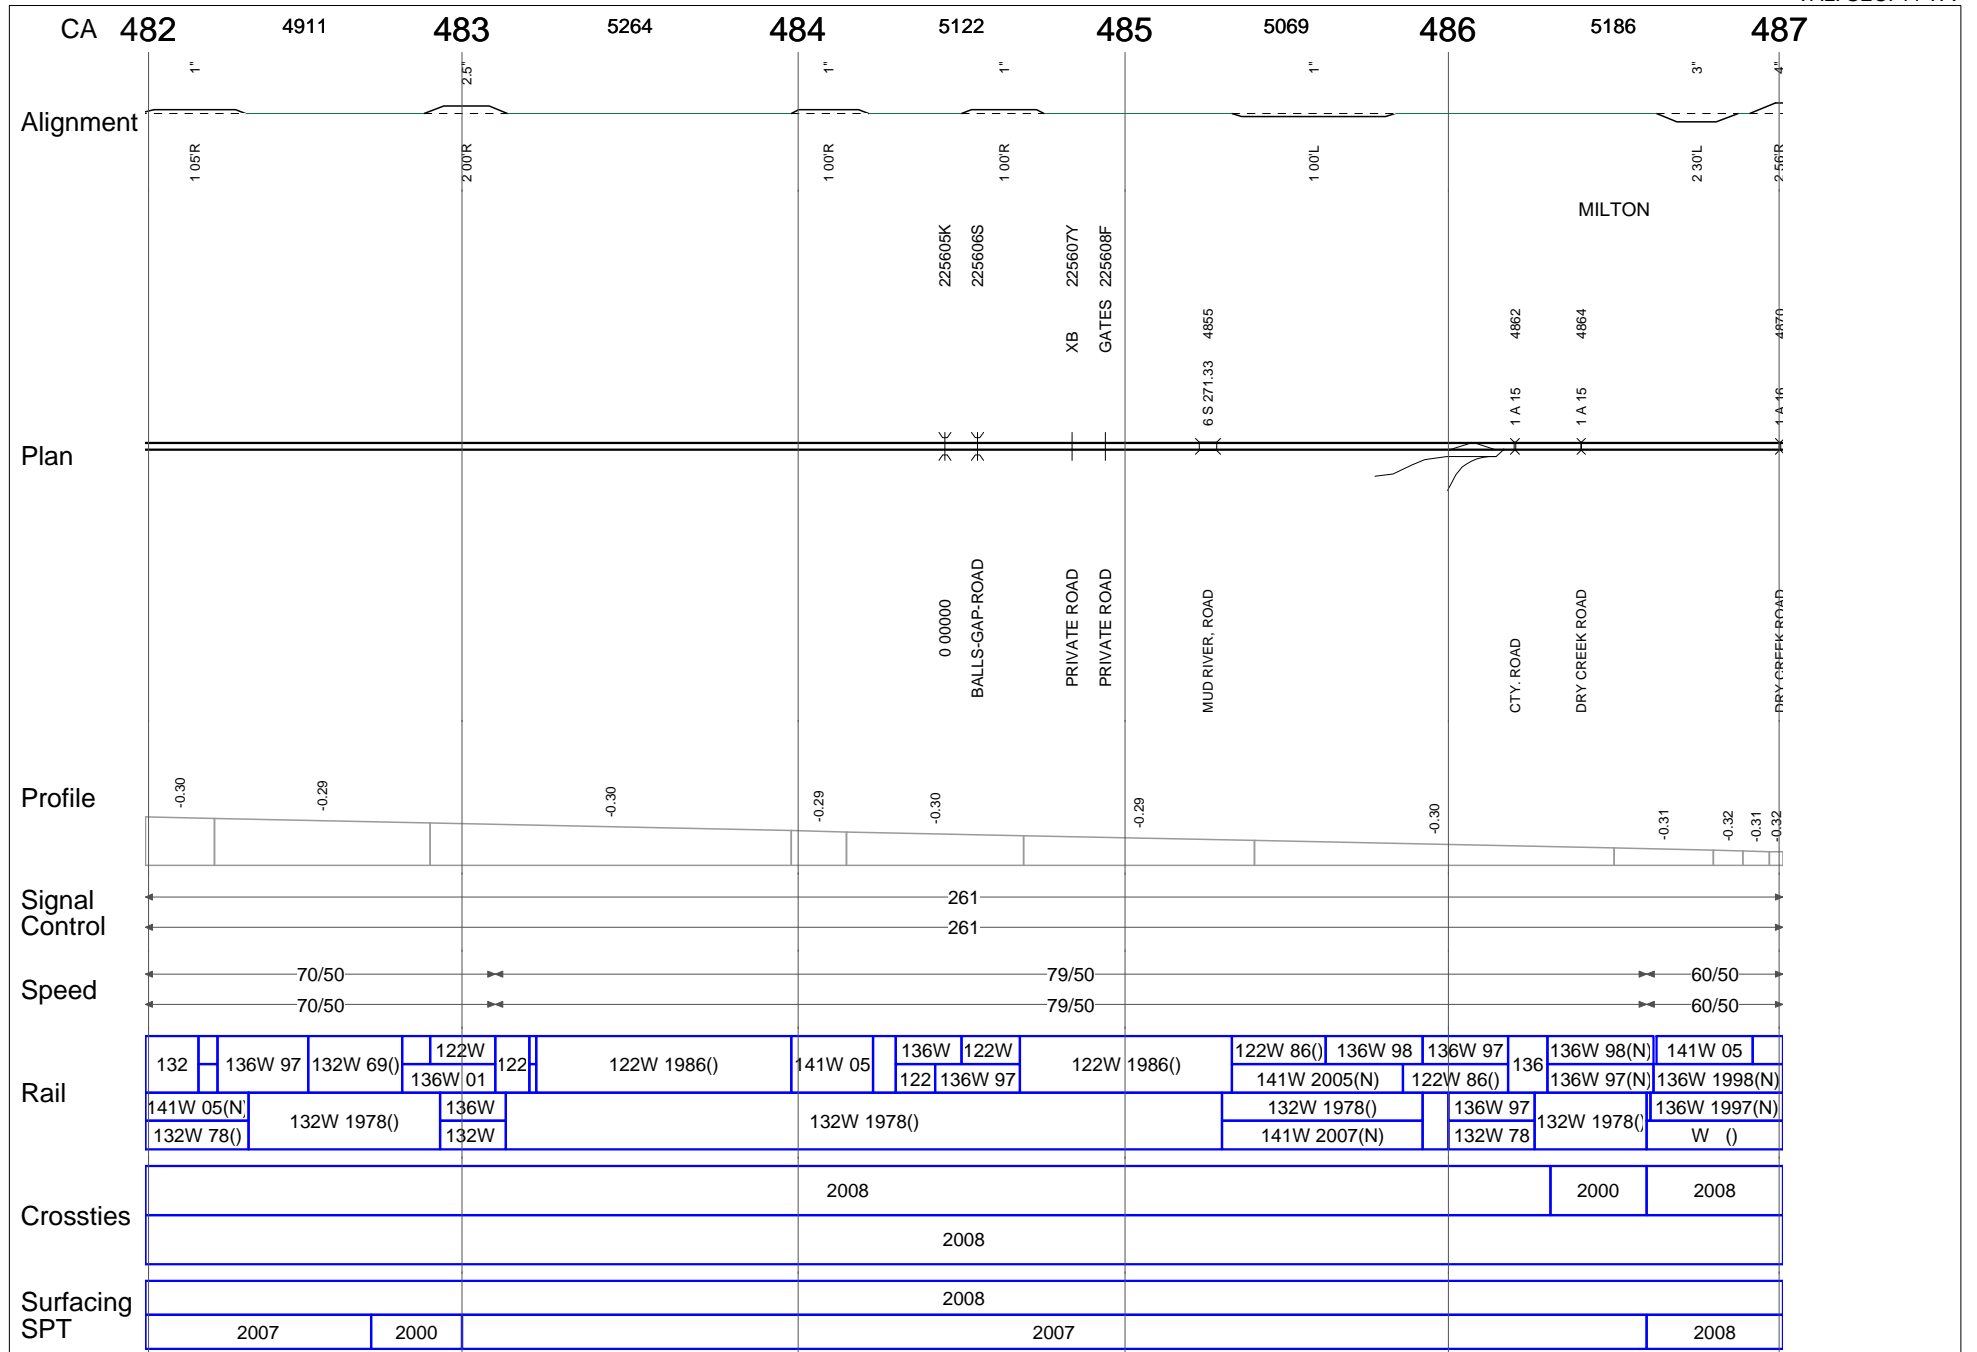 CA 482 4911 483 5264 484 5122 485 5069 486 5186 487
1" 2.5" 1" 1" 1" 3" 4"
Alignment
1 05'R 2 00'R 1 00'R 1 00'R 1 00'L 2 30'L 2 56'R
MILTON
225605K 225606S 225607Y 225608F
XB GATES 4855 4862 4864 4870
6 S 271.33 1 A 15 1 A 15 1 A 16
Plan
0 00000 BALLS-GAP-ROAD PRIVATE ROAD PRIVATE ROAD MUD RIVER, ROAD CTY. ROAD DRY CREEK ROAD DRY CREEK ROAD
Profile
-0.30 -0.29 -0.30 -0.29 -0.30 -0.29 -0.30 -0.31 -0.32 -0.31 -0.32
Signal 261
Control 261
Speed
70/50 79/50 60/50
70/50 79/50 60/50
Rail
132 136W 97 132W 69() 122W 122 122W 1986() 141W 05 136W 122W 122W 1986() 122W 86() 136W 98 136W 97 136 136W 98(N) 141W 05
136W 01 122 136W 97 141W 2005(N) 122W 86() 136W 97(N) 136W 1998(N)
141W 05(N) 132W 1978() 136W 132W 1978() 132W 1978() 136W 97 132W 1978() 136W 1997(N)
132W 78() 132W 141W 2007(N) 132W 78 W ()
Crossties
2008 2000 2008
2008
Surfacing 2008
SPT 2007 2000 2007 2008